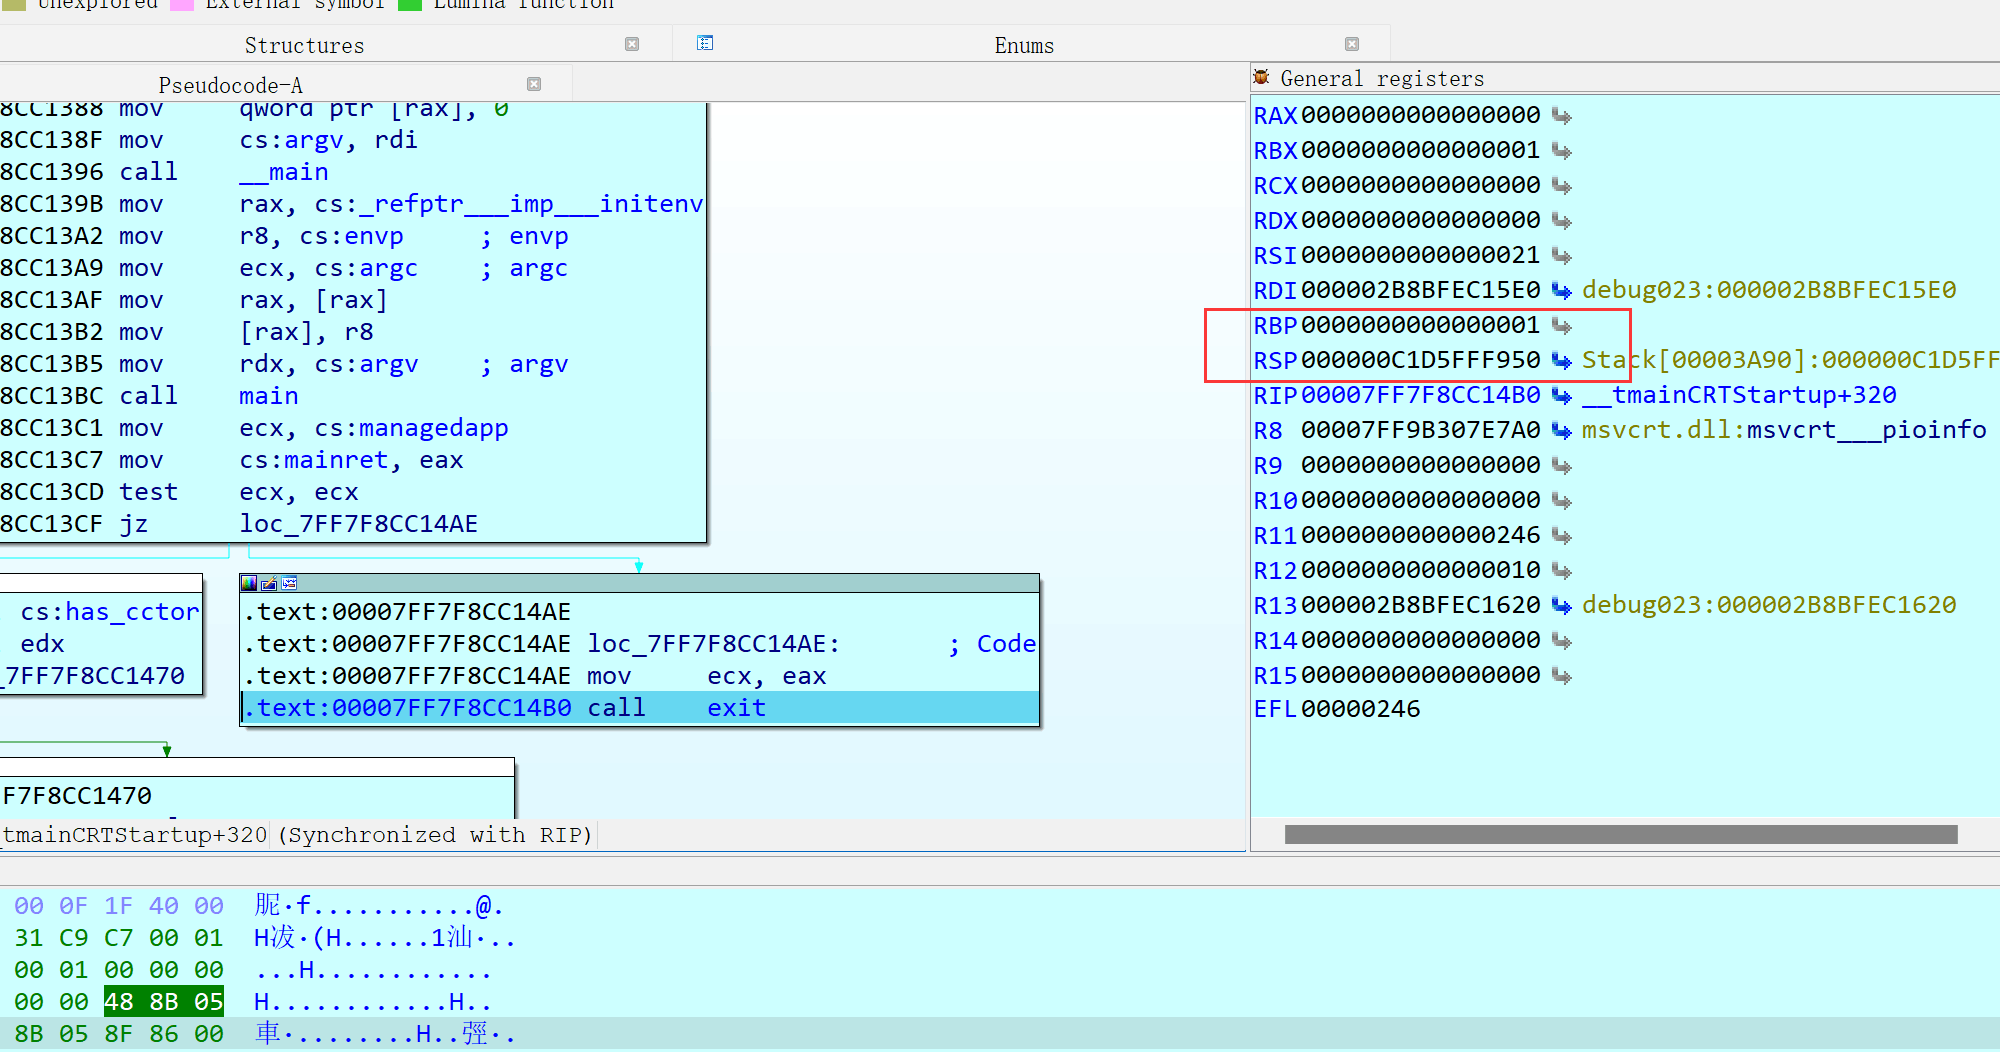 Unexplored External symbol Lumina function
Structures
Enums
Pseudocode-A
8CC1388 mov qword ptr [rax], 0
8CC138F mov cs:argv, rdi
8CC1396 call __main
8CC139B mov rax, cs:_refptr___imp___initenv
8CC13A2 mov r8, cs:envp ; envp
8CC13A9 mov ecx, cs:argc ; argc
8CC13AF mov rax, [rax]
8CC13B2 mov [rax], r8
8CC13B5 mov rdx, cs:argv ; argv
8CC13BC call main
8CC13C1 mov ecx, cs:managedapp
8CC13C7 mov cs:mainret, eax
8CC13CD test ecx, ecx
8CC13CF jz loc_7FF7F8CC14AE
cs:has_cctor
edx
_7FF7F8CC1470
.text:00007FF7F8CC14AE
.text:00007FF7F8CC14AE loc_7FF7F8CC14AE: ; Code
.text:00007FF7F8CC14AE mov ecx, eax
.text:00007FF7F8CC14B0 call exit
F7F8CC1470
_tmainCRTStartup+320 (Synchronized with RIP)
General registers
RAX 0000000000000000
RBX 0000000000000001
RCX 0000000000000000
RDX 0000000000000000
RSI 0000000000000021
RDI 000002B8BFEC15E0 debug023:000002B8BFEC15E0
RBP 0000000000000001
RSP 000000C1D5FFF950 Stack[00003A90]:000000C1D5FF
RIP 00007FF7F8CC14B0 __tmainCRTStartup+320
R8 00007FF9B307E7A0 msvcrt.dll:msvcrt___pioinfo
R9 0000000000000000
R10 0000000000000000
R11 0000000000000246
R12 0000000000000010
R13 000002B8BFEC1620 debug023:000002B8BFEC1620
R14 0000000000000000
R15 0000000000000000
EFL 00000246
00 0F 1F 40 00 胒·f...........@.
31 C9 C7 00 01 H冹·(H......1汕·..
00 01 00 00 00 ...H............
00 00 48 8B 05 H............H..
8B 05 8F 86 00 車·........H..弳·..